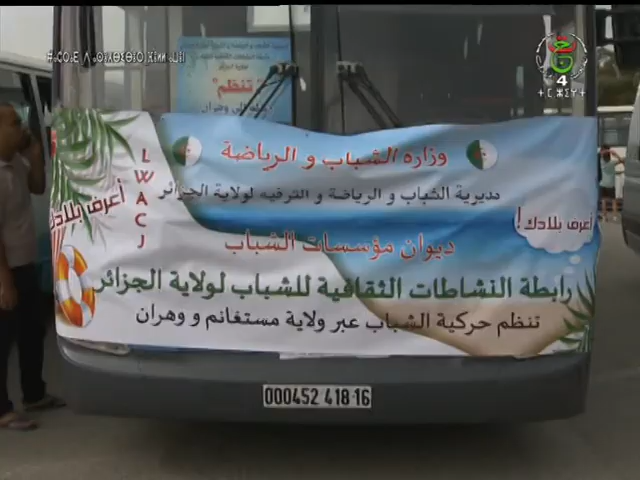 تنظم
وزارة الشباب و الرياضة
مديرية الشباب و الرياضة و الترفيه لولاية الجزائر
ديوان مؤسسات الشباب
رابطة النشاطات الثقافية للشباب لولاية الجزائر
تنظم حركية الشباب عبر ولاية مستغانم و وهران
أعرف بلادك
LWACJ
أعرف بلادك!
000452 418 16
4